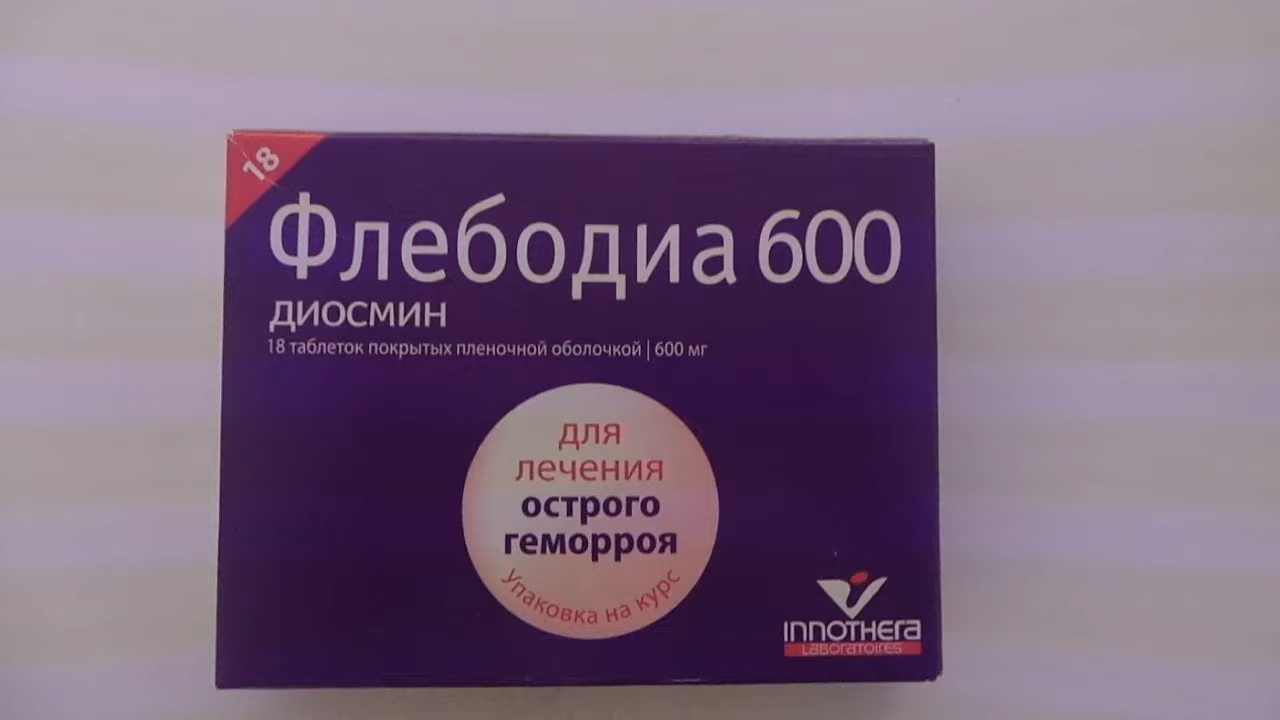 18
Флебодиа 600
диосмин
18 таблеток покрытых пленочной оболочкой | 600 мг
для
лечения
острого
геморроя
Упаковка на курс
INNOTHERA
LABORATOIRES